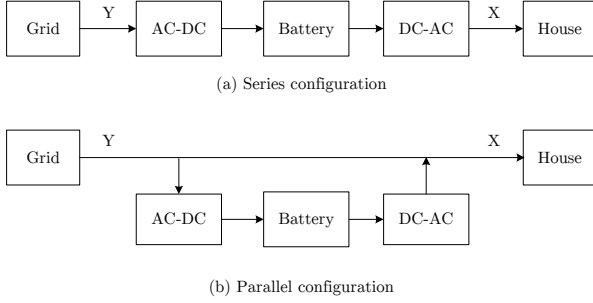 Y X
Grid AC-DC Battery DC-AC House
(a) Series configuration
Y X
Grid House
AC-DC Battery DC-AC
(b) Parallel configuration